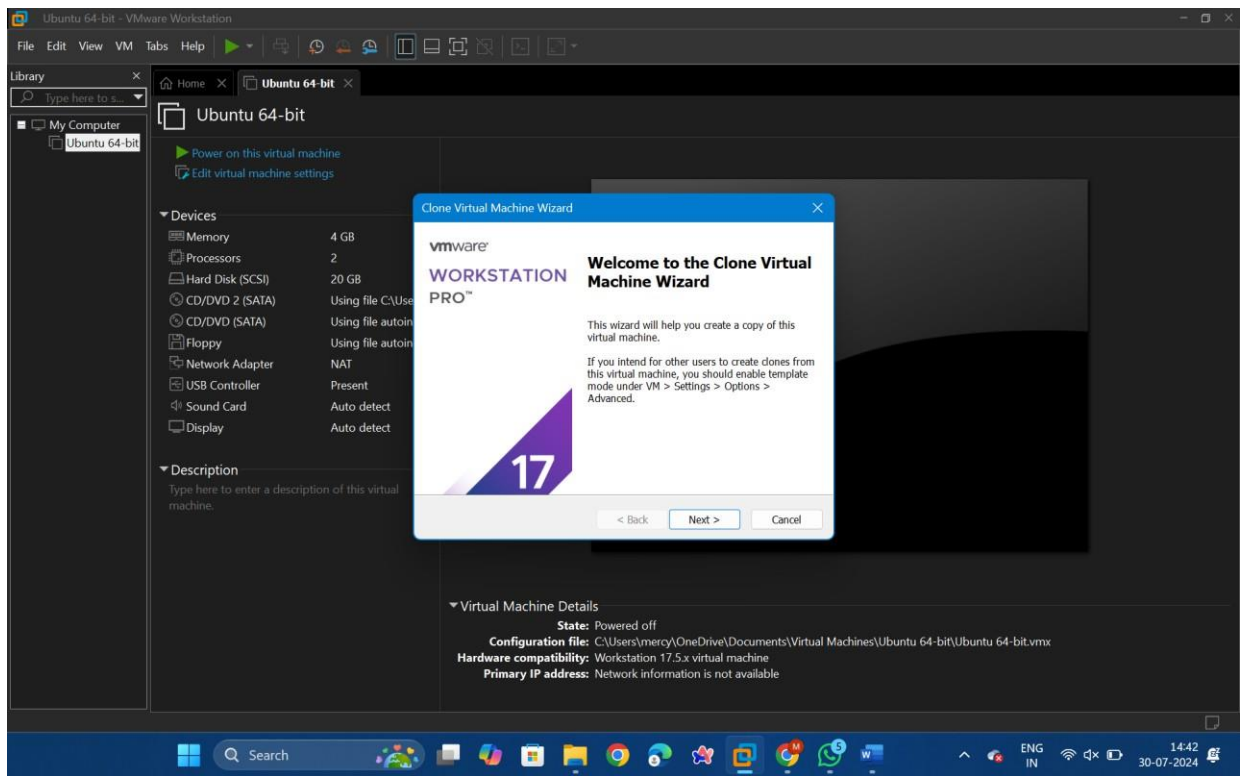 Ubuntu 64-bit - VMware Workstation
File Edit View VM Tabs Help
Library
Type here to s...
My Computer
Ubuntu 64-bit
Home
Ubuntu 64-bit
Ubuntu 64-bit
Power on this virtual machine
Edit virtual machine settings
Devices
Memory 4 GB
Processors 2
Hard Disk (SCSI) 20 GB
CD/DVD 2 (SATA) Using file C:\Use
CD/DVD (SATA) Using file autoin
Floppy Using file autoin
Network Adapter NAT
USB Controller Present
Sound Card Auto detect
Display Auto detect
Description
Type here to enter a description of this virtual
machine.
Clone Virtual Machine Wizard
vmware
WORKSTATION
PRO™
17
Welcome to the Clone Virtual
Machine Wizard
This wizard will help you create a copy of this
virtual machine.
If you intend for other users to create clones from
this virtual machine, you should enable template
mode under VM > Settings > Options >
Advanced.
< Back Next > Cancel
Virtual Machine Details
State: Powered off
Configuration file: C:\Users\mercy\OneDrive\Documents\Virtual Machines\Ubuntu 64-bit\Ubuntu 64-bit.vmx
Hardware compatibility: Workstation 17.5.x virtual machine
Primary IP address: Network information is not available
Search
M
5
W
ENG
IN
14:42
30-07-2024